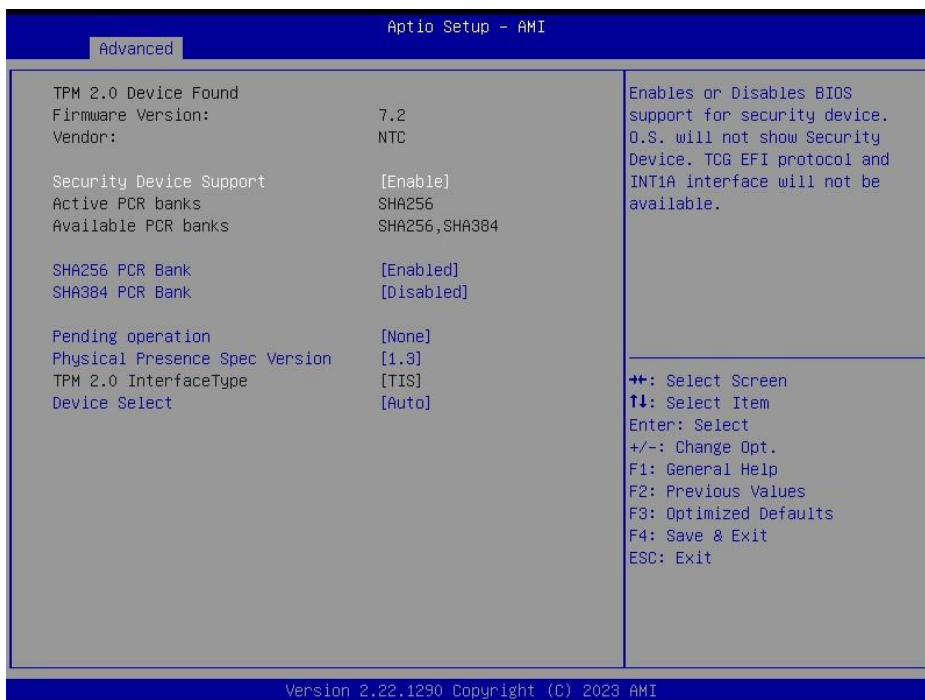 Aptio Setup - AMI
Advanced
TPM 2.0 Device Found
Firmware Version: 7.2
Vendor: NTC
Security Device Support [Enable]
Active PCR banks SHA256
Available PCR banks SHA256,SHA384
SHA256 PCR Bank [Enabled]
SHA384 PCR Bank [Disabled]
Pending operation [None]
Physical Presence Spec Version [1.3]
TPM 2.0 InterfaceType [TIS]
Device Select [Auto]
Enables or Disables BIOS
support for security device.
O.S. will not show Security
Device. TCG EFI protocol and
INT1A interface will not be
available.
→←: Select Screen
↑↓: Select Item
Enter: Select
+/-: Change Opt.
F1: General Help
F2: Previous Values
F3: Optimized Defaults
F4: Save & Exit
ESC: Exit
Version 2.22.1290 Copyright (C) 2023 AMI